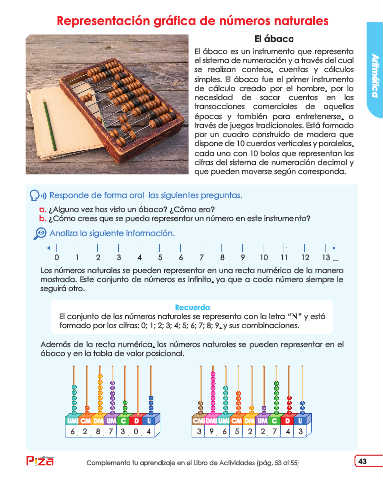 Representación gráfica de números naturales
El ábaco
El ábaco es un instrumento que representa
el sistema de numeración y a través del cual
se realizan conteos, cuentas y cálculos
simples. El ábaco fue el primer instrumento
de cálculo creado por el hombre, por la
necesidad de sacar cuentas en las
transacciones comerciales de aquellas
épocas y también para entretenerse, a
través de juegos tradicionales. Está formado
por un cuadro construido de madera que
dispone de 10 cuerdas verticales y paralelas,
cada una con 10 bolas que representan las
cifras del sistema de numeración decimal y
que pueden moverse según corresponda.
Aritmética
Responde de forma oral las siguientes preguntas.
a. ¿Alguna vez has visto un ábaco? ¿Cómo era?
b. ¿Cómo crees que se pueda representar un número en este instrumento?
Analiza la siguiente información.
0 1 2 3 4 5 6 7 8 9 10 11 12 13 ...
Los números naturales se pueden representar en una recta numérica de la manera
mostrada. Este conjunto de números es infinito, ya que a cada número siempre le
seguirá otro.
Recuerda
El conjunto de los números naturales se representa con la letra "N" y está
formado por las cifras: 0; 1; 2; 3; 4; 5; 6; 7; 8; 9, y sus combinaciones.
Además de la recta numérica, los números naturales se pueden representar en el
ábaco y en la tabla de valor posicional.
UMi CM DM UM C D U
6 2 8 7 3 0 4
CMi DMi UMi CM DM UM C D U
3 9 6 5 2 2 7 4 3
Pizza
Complementa tu aprendizaje en el Libro de Actividades (pág. 53 al 55)
43